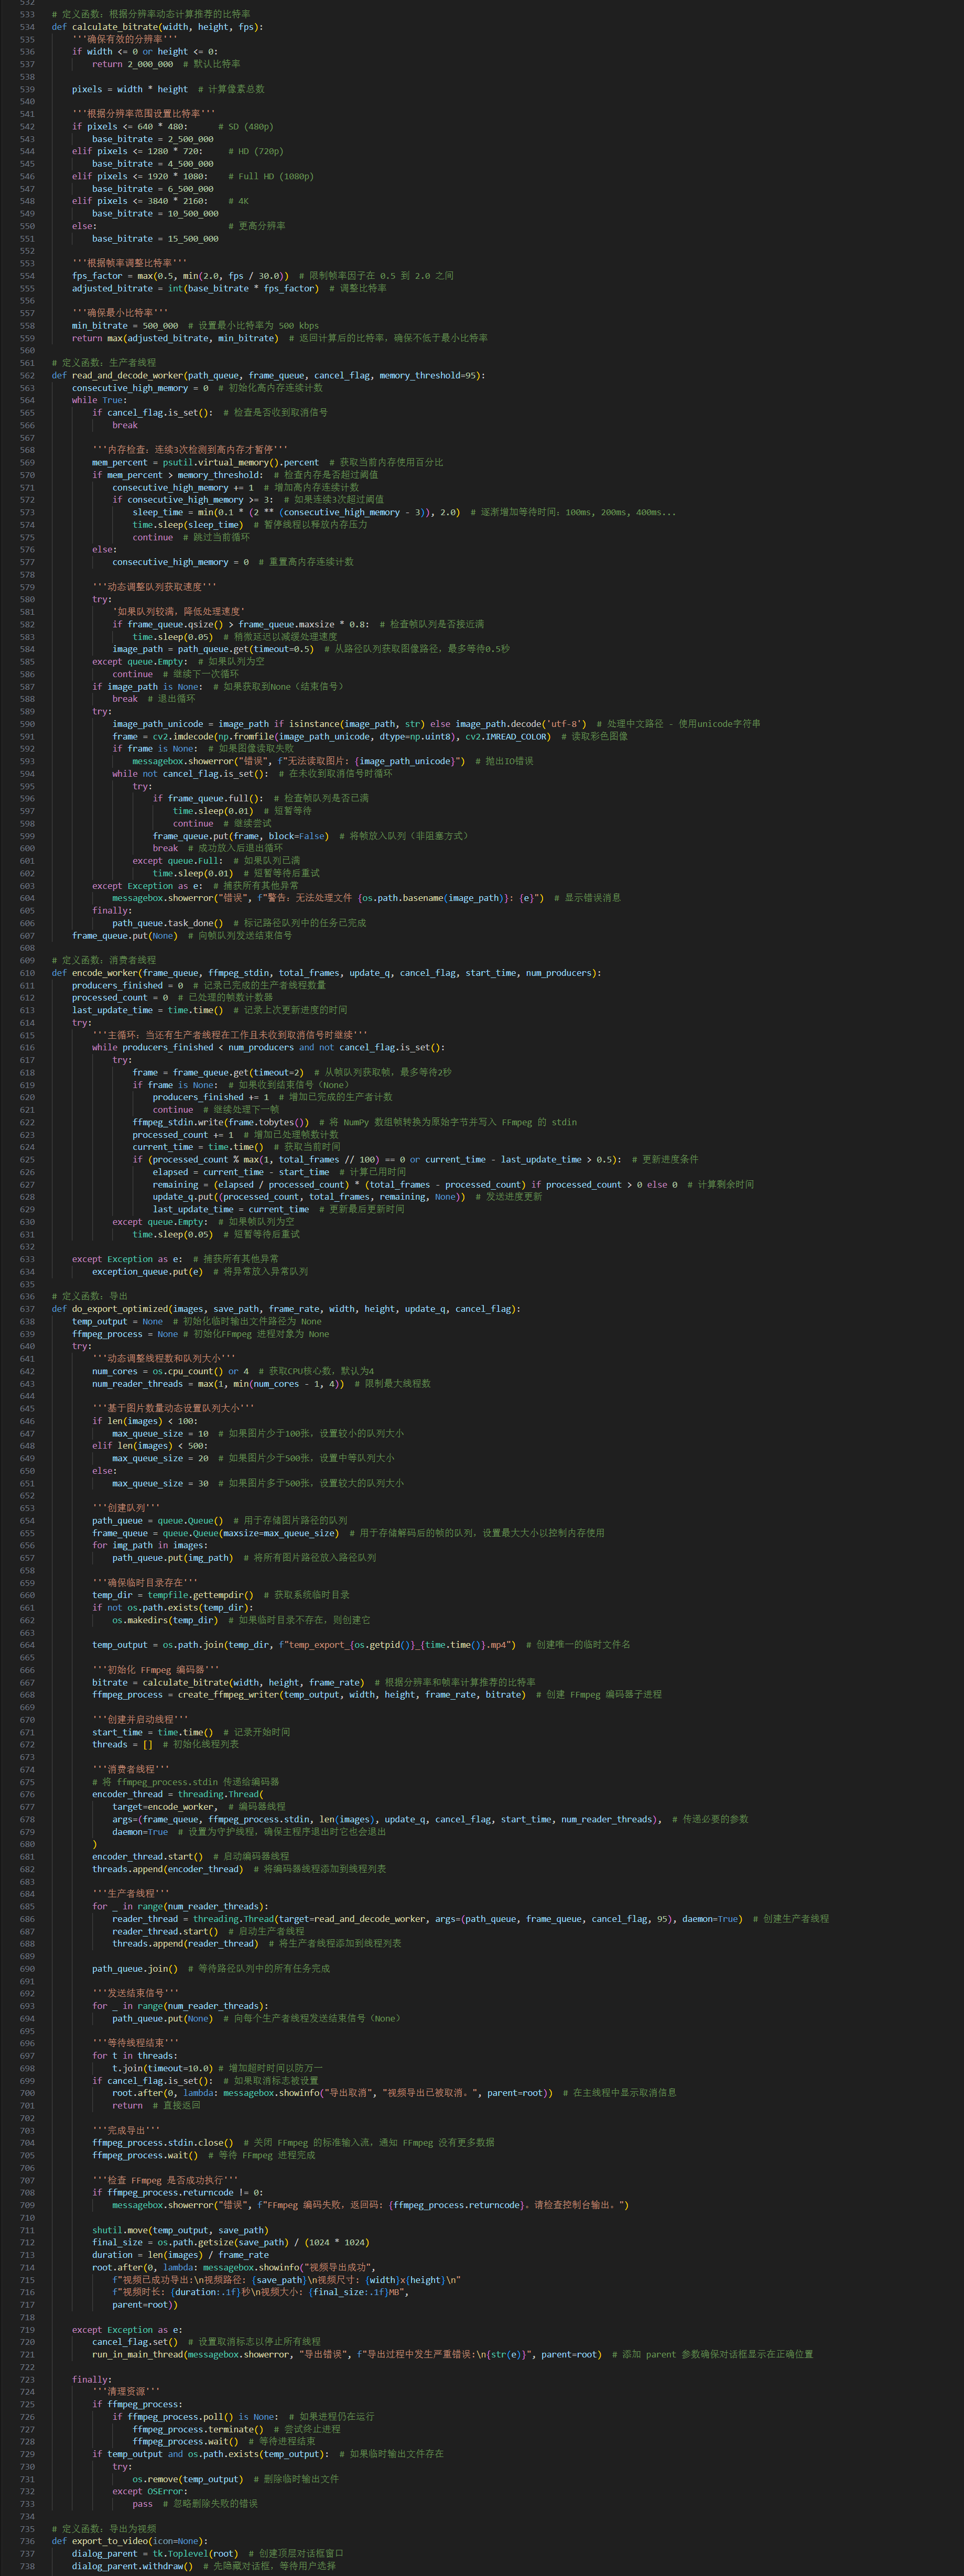 532
533 # 定义函数：根据分辨率动态计算推荐的比特率
534 def calculate_bitrate(width, height, fps):
535     '''确保有效的分辨率'''
536     if width <= 0 or height <= 0:
537         return 2_000_000  # 默认比特率
538
539     pixels = width * height  # 计算像素总数
540
541     '''根据分辨率范围设置比特率'''
542     if pixels <= 640 * 480:      # SD (480p)
543         base_bitrate = 2_500_000
544     elif pixels <= 1280 * 720:     # HD (720p)
545         base_bitrate = 4_500_000
546     elif pixels <= 1920 * 1080:    # Full HD (1080p)
547         base_bitrate = 6_500_000
548     elif pixels <= 3840 * 2160:    # 4K
549         base_bitrate = 10_500_000
550     else:                          # 更高分辨率
551         base_bitrate = 15_500_000
552
553     '''根据帧率调整比特率'''
554     fps_factor = max(0.5, min(2.0, fps / 30.0))  # 限制帧率因子在 0.5 到 2.0 之间
555     adjusted_bitrate = int(base_bitrate * fps_factor)  # 调整比特率
556
557     '''确保最小比特率'''
558     min_bitrate = 500_000  # 设置最小比特率为 500 kbps
559     return max(adjusted_bitrate, min_bitrate)  # 返回计算后的比特率，确保不低于最小比特率
560
561 # 定义函数：生产者线程
562 def read_and_decode_worker(path_queue, frame_queue, cancel_flag, memory_threshold=95):
563     consecutive_high_memory = 0  # 初始化高内存连续计数
564     while True:
565         if cancel_flag.is_set():  # 检查是否收到取消信号
566             break
567
568         '''内存检查：连续3次检测到高内存才暂停'''
569         mem_percent = psutil.virtual_memory().percent  # 获取当前内存使用百分比
570         if mem_percent > memory_threshold:  # 检查内存是否超过阈值
571             consecutive_high_memory += 1  # 增加高内存连续计数
572             if consecutive_high_memory >= 3:  # 如果连续3次超过阈值
573                 sleep_time = min(0.1 * (2 ** (consecutive_high_memory - 3)), 2.0)  # 逐渐增加等待时间：100ms, 200ms, 400ms...
574                 time.sleep(sleep_time)  # 暂停线程以释放内存压力
575                 continue  # 跳过当前循环
576         else:
577             consecutive_high_memory = 0  # 重置高内存连续计数
578
579         '''动态调整队列获取速度'''
580         try:
581             '如果队列较满，降低处理速度'
582             if frame_queue.qsize() > frame_queue.maxsize * 0.8:  # 检查帧队列是否接近满
583                 time.sleep(0.05)  # 稍微延迟以减缓处理速度
584             image_path = path_queue.get(timeout=0.5)  # 从路径队列获取图像路径，最多等待0.5秒
585         except queue.Empty:  # 如果队列为空
586             continue  # 继续下一次循环
587         if image_path is None:  # 如果获取到None（结束信号）
588             break  # 退出循环
589         try:
590             image_path_unicode = image_path if isinstance(image_path, str) else image_path.decode('utf-8')  # 处理中文路径 - 使用unicode字符串
591             frame = cv2.imdecode(np.fromfile(image_path_unicode, dtype=np.uint8), cv2.IMREAD_COLOR)  # 读取彩色图像
592             if frame is None:  # 如果图像读取失败
593                 messagebox.showerror("错误", f"无法读取图片: {image_path_unicode}")  # 抛出IO错误
594             while not cancel_flag.is_set():  # 在未收到取消信号时循环
595                 try:
596                     if frame_queue.full():  # 检查帧队列是否已满
597                         time.sleep(0.01)  # 短暂等待
598                         continue  # 继续尝试
599                     frame_queue.put(frame, block=False)  # 将帧放入队列（非阻塞方式）
600                     break  # 成功放入后退出循环
601                 except queue.Full:  # 如果队列已满
602                     time.sleep(0.01)  # 短暂等待后重试
603         except Exception as e:  # 捕获所有其他异常
604             messagebox.showerror("错误", f"警告：无法处理文件 {os.path.basename(image_path)}: {e}")  # 显示错误消息
605         finally:
606             path_queue.task_done()  # 标记路径队列中的任务已完成
607     frame_queue.put(None)  # 向帧队列发送结束信号
608
609 # 定义函数：消费者线程
610 def encode_worker(frame_queue, ffmpeg_stdin, total_frames, update_q, cancel_flag, start_time, num_producers):
611     producers_finished = 0  # 记录已完成的生产者线程数量
612     processed_count = 0  # 已处理的帧数计数器
613     last_update_time = time.time()  # 记录上次更新进度的时间
614     try:
615         '''主循环：当还有生产者线程在工作且未收到取消信号时继续'''
616         while producers_finished < num_producers and not cancel_flag.is_set():
617             try:
618                 frame = frame_queue.get(timeout=2)  # 从帧队列获取帧，最多等待2秒
619                 if frame is None:  # 如果收到结束信号（None）
620                     producers_finished += 1  # 增加已完成的生产者计数
621                     continue  # 继续处理下一帧
622                 ffmpeg_stdin.write(frame.tobytes())  # 将 NumPy 数组帧转换为原始字节并写入 FFmpeg 的 stdin
623                 processed_count += 1  # 增加已处理帧数计数
624                 current_time = time.time()  # 获取当前时间
625                 if (processed_count % max(1, total_frames // 100) == 0 or current_time - last_update_time > 0.5):  # 更新进度条件
626                     elapsed = current_time - start_time  # 计算已用时间
627                     remaining = (elapsed / processed_count) * (total_frames - processed_count) if processed_count > 0 else 0  # 计算剩余时间
628                     update_q.put((processed_count, total_frames, remaining, None))  # 发送进度更新
629                     last_update_time = current_time  # 更新最后更新时间
630             except queue.Empty:  # 如果帧队列为空
631                 time.sleep(0.05)  # 短暂等待后重试
632
633     except Exception as e:  # 捕获所有其他异常
634         exception_queue.put(e)  # 将异常放入异常队列
635
636 # 定义函数：导出
637 def do_export_optimized(images, save_path, frame_rate, width, height, update_q, cancel_flag):
638     temp_output = None  # 初始化临时输出文件路径为 None
639     ffmpeg_process = None # 初始化FFmpeg 进程对象为 None
640     try:
641         '''动态调整线程数和队列大小'''
642         num_cores = os.cpu_count() or 4  # 获取CPU核心数，默认为4
643         num_reader_threads = max(1, min(num_cores - 1, 4))  # 限制最大线程数
644
645         '''基于图片数量动态设置队列大小'''
646         if len(images) < 100:
647             max_queue_size = 10  # 如果图片少于100张，设置较小的队列大小
648         elif len(images) < 500:
649             max_queue_size = 20  # 如果图片少于500张，设置中等队列大小
650         else:
651             max_queue_size = 30  # 如果图片多于500张，设置较大的队列大小
652
653         '''创建队列'''
654         path_queue = queue.Queue()  # 用于存储图片路径的队列
655         frame_queue = queue.Queue(maxsize=max_queue_size)  # 用于存储解码后的帧的队列，设置最大大小以控制内存使用
656         for img_path in images:
657             path_queue.put(img_path)  # 将所有图片路径放入路径队列
658
659         '''确保临时目录存在'''
660         temp_dir = tempfile.gettempdir()  # 获取系统临时目录
661         if not os.path.exists(temp_dir):
662             os.makedirs(temp_dir)  # 如果临时目录不存在，则创建它
663
664         temp_output = os.path.join(temp_dir, f"temp_export_{os.getpid()}_{time.time()}.mp4")  # 创建唯一的临时文件名
665
666         '''初始化 FFmpeg 编码器'''
667         bitrate = calculate_bitrate(width, height, frame_rate)  # 根据分辨率和帧率计算推荐的比特率
668         ffmpeg_process = create_ffmpeg_writer(temp_output, width, height, frame_rate, bitrate)  # 创建 FFmpeg 编码器子进程
669
670         '''创建并启动线程'''
671         start_time = time.time()  # 记录开始时间
672         threads = []  # 初始化线程列表
673
674         '''消费者线程'''
675         # 将 ffmpeg_process.stdin 传递给编码器
676         encoder_thread = threading.Thread(
677             target=encode_worker,  # 编码器线程
678             args=(frame_queue, ffmpeg_process.stdin, len(images), update_q, cancel_flag, start_time, num_reader_threads),  # 传递必要的参数
679             daemon=True  # 设置为守护线程，确保主程序退出时它也会退出
680         )
681         encoder_thread.start()  # 启动编码器线程
682         threads.append(encoder_thread)  # 将编码器线程添加到线程列表
683
684         '''生产者线程'''
685         for _ in range(num_reader_threads):
686             reader_thread = threading.Thread(target=read_and_decode_worker, args=(path_queue, frame_queue, cancel_flag, 95), daemon=True)  # 创建生产者线程
687             reader_thread.start()  # 启动生产者线程
688             threads.append(reader_thread)  # 将生产者线程添加到线程列表
689
690         path_queue.join()  # 等待路径队列中的所有任务完成
691
692         '''发送结束信号'''
693         for _ in range(num_reader_threads):
694             path_queue.put(None)  # 向每个生产者线程发送结束信号（None）
695
696         '''等待线程结束'''
697         for t in threads:
698             t.join(timeout=10.0) # 增加超时时间以防万一
699         if cancel_flag.is_set():  # 如果取消标志被设置
700             root.after(0, lambda: messagebox.showinfo("导出取消", "视频导出已被取消。", parent=root))  # 在主线程中显示取消信息
701             return  # 直接返回
702
703         '''完成导出'''
704         ffmpeg_process.stdin.close()  # 关闭 FFmpeg 的标准输入流，通知 FFmpeg 没有更多数据
705         ffmpeg_process.wait()  # 等待 FFmpeg 进程完成
706
707         '''检查 FFmpeg 是否成功执行'''
708         if ffmpeg_process.returncode != 0:
709             messagebox.showerror("错误", f"FFmpeg 编码失败，返回码: {ffmpeg_process.returncode}。请检查控制台输出。")
710
711         shutil.move(temp_output, save_path)
712         final_size = os.path.getsize(save_path) / (1024 * 1024)
713         duration = len(images) / frame_rate
714         root.after(0, lambda: messagebox.showinfo("视频导出成功",
715             f"视频已成功导出:\n视频路径: {save_path}\n视频尺寸: {width}x{height}\n"
716             f"视频时长: {duration:.1f}秒\n视频大小: {final_size:.1f}MB",
717             parent=root))
718
719     except Exception as e:
720         cancel_flag.set()  # 设置取消标志以停止所有线程
721         run_in_main_thread(messagebox.showerror, "导出错误", f"导出过程中发生严重错误:\n{str(e)}", parent=root)  # 添加 parent 参数确保对话框显示在正确位置
722
723     finally:
724         '''清理资源'''
725         if ffmpeg_process:
726             if ffmpeg_process.poll() is None:  # 如果进程仍在运行
727                 ffmpeg_process.terminate()  # 尝试终止进程
728                 ffmpeg_process.wait()  # 等待进程结束
729         if temp_output and os.path.exists(temp_output):  # 如果临时输出文件存在
730             try:
731                 os.remove(temp_output)  # 删除临时输出文件
732             except OSError:
733                 pass  # 忽略删除失败的错误
734
735 # 定义函数：导出为视频
736 def export_to_video(icon=None):
737     dialog_parent = tk.Toplevel(root)  # 创建顶层对话框窗口
738     dialog_parent.withdraw()  # 先隐藏对话框，等待用户选择